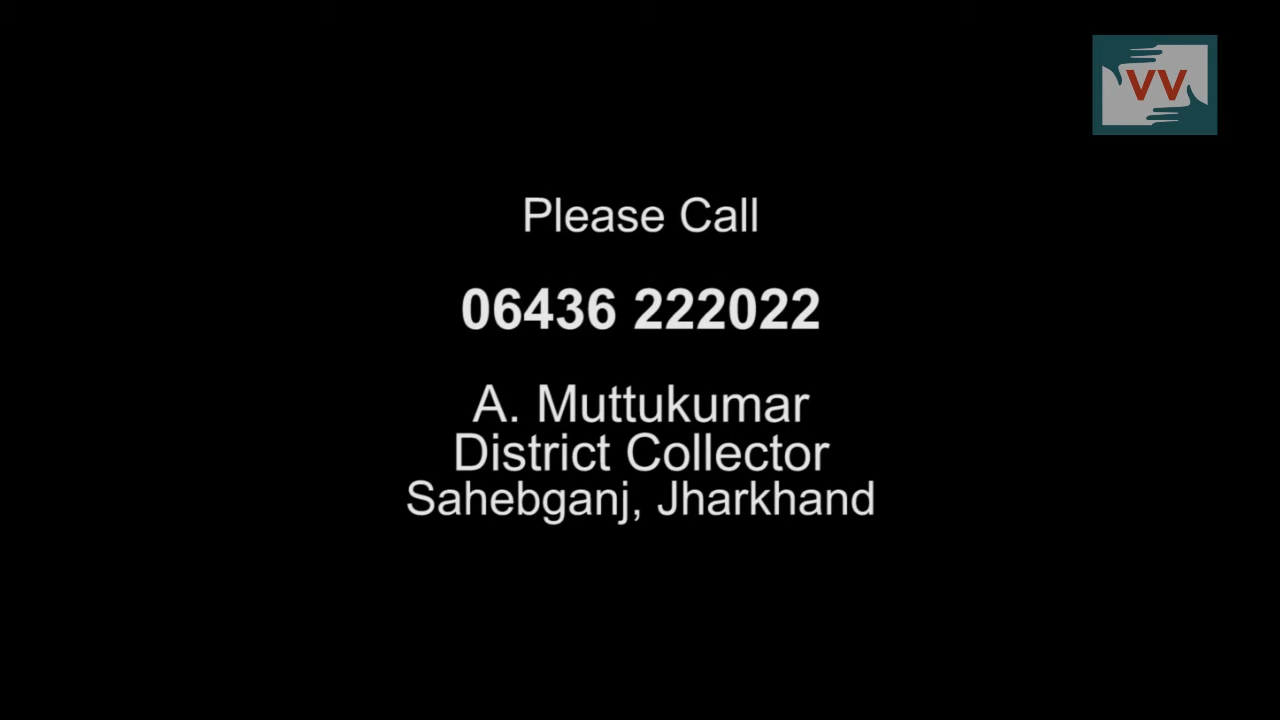 VV
Please Call
06436 222022
A. Muttukumar
District Collector
Sahebganj, Jharkhand